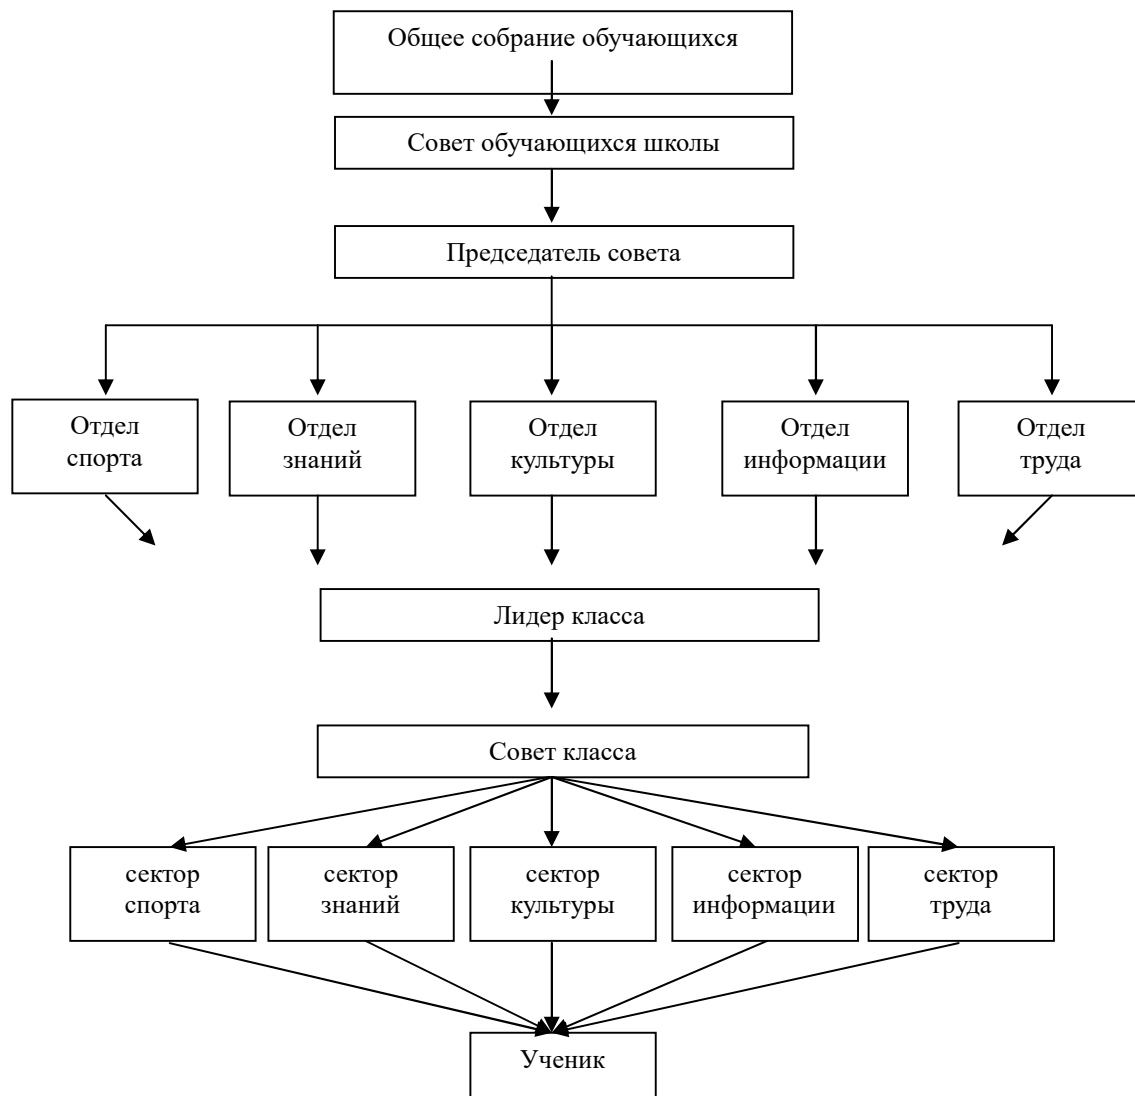 Общее собрание обучающихся
Совет обучающихся школы
Председатель совета
Отдел
спорта
Отдел
знаний
Отдел
культуры
Отдел
информации
Отдел
труда
Лидер класса
Совет класса
сектор
спорта
сектор
знаний
сектор
культуры
сектор
информации
сектор
труда
Ученик